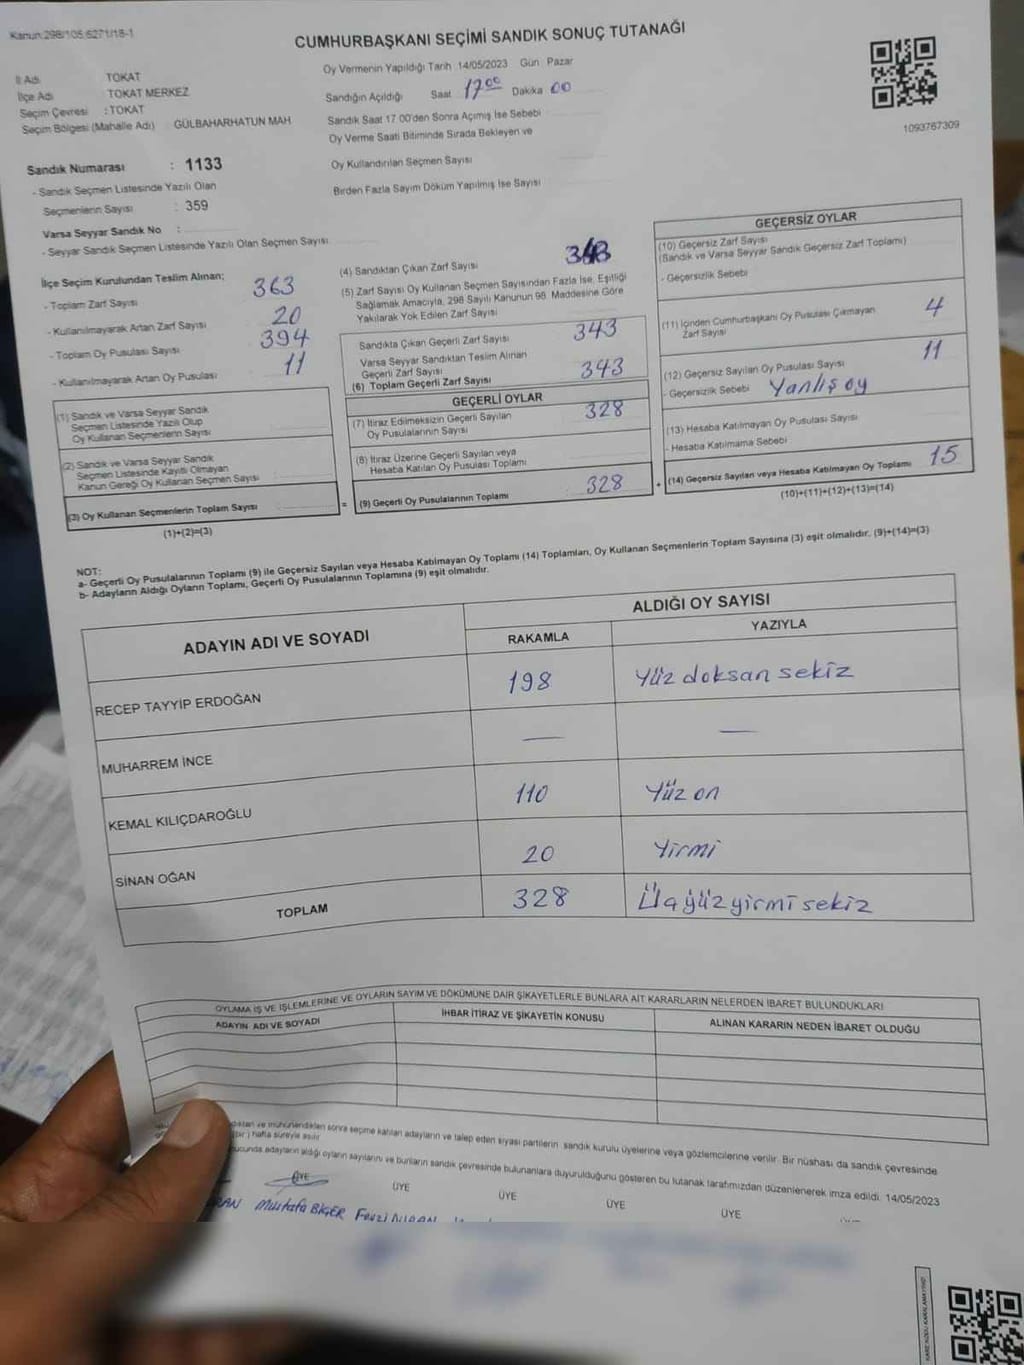 Kanun:298/105,6271/18-1
CUMHURBAŞKANI SEÇİMİ SANDIK SONUÇ TUTANAĞI
İl Adı TOKAT
İlçe Adı TOKAT MERKEZ
Seçim Çevresi : TOKAT
Seçim Bölgesi (Mahalle Adı) GÜLBAHARHATUN MAH
Sandık Numarası : 1133
- Sandık Seçmen Listesinde Yazılı Olan
Seçmenlerin Sayısı : 359
Varsa Seyyar Sandık No :
- Seyyar Sandık Seçmen Listesinde Yazılı Olan Seçmen Sayısı
Oy Vermenin Yapıldığı Tarih 14/05/2023 Gün Pazar
Sandığın Açıldığı Saat 17 00 Dakika 00
Sandık Saat 17 00'den Sonra Açımış İse Sebebi
Oy Verme Saati Bitiminde Sırada Bekleyen ve
Oy Kullandırılan Seçmen Sayısı
Birden Fazla Sayım Döküm Yapılmış İse Sayısı
1093767309
İlçe Seçim Kurulundan Teslim Alınan;
- Toplam Zarf Sayısı 363
- Kullanılmayarak Artan Zarf Sayısı 20
- Toplam Oy Pusulası Sayısı 394
- Kullanılmayarak Artan Oy Pusulası 11
(1) Sandık ve Varsa Seyyar Sandık
Seçmen Listesinde Yazılı Olup
Oy Kullanan Seçmenlerin Sayısı
(2) Sandık ve Varsa Seyyar Sandık
Seçmen Listesinde Kayıtlı Olmayan
Kanun Gereği Oy Kullanan Seçmen Sayısı
(3) Oy Kullanan Seçmenlerin Toplam Sayısı
(1)+(2)=(3)
(4) Sandıktan Çıkan Zarf Sayısı 343
(5) Zarf Sayısı Oy Kullanan Seçmen Sayısından Fazla İse, Eşitliği
Sağlamak Amacıyla, 298 Sayılı Kanunun 98. Maddesine Göre
Yakılarak Yok Edilen Zarf Sayısı
Sandıkta Çıkan Geçerli Zarf Sayısı 343
Varsa Seyyar Sandıktan Teslim Alınan
Geçerli Zarf Sayısı
(6) Toplam Geçerli Zarf Sayısı 343
GEÇERLİ OYLAR
(7) İtiraz Edilmeksizin Geçerli Sayılan
Oy Pusulalarının Sayısı 328
(8) İtiraz Üzerine Geçerli Sayılan veya
Hesaba Katılan Oy Pusulası Toplamı
= (9) Geçerli Oy Pusulalarının Toplamı 328
GEÇERSİZ OYLAR
(10) Geçersiz Zarf Sayısı
(Sandık ve Varsa Seyyar Sandık Geçersiz Zarf Toplamı)
- Geçersizlik Sebebi
(11) İçinden Cumhurbaşkanı Oy Pusulası Çıkmayan
Zarf Sayısı 4
(12) Geçersiz Sayılan Oy Pusulası Sayısı 11
- Geçersizlik Sebebi Yanlış oy
(13) Hesaba Katılmayan Oy Pusulası Sayısı
- Hesaba Katılmama Sebebi
+ (14) Geçersiz Sayılan veya Hesaba Katılmayan Oy Toplamı 15
(10)+(11)+(12)+(13)=(14)
NOT:
a- Geçerli Oy Pusulalarının Toplamı (9) ile Geçersiz Sayılan veya Hesaba Katılmayan Oy Toplamı (14) Toplamları, Oy Kullanan Seçmenlerin Toplam Sayısına (3) eşit olmalıdır. (9)+(14)=(3)
b- Adayların Aldığı Oyların Toplamı, Geçerli Oy Pusulalarının Toplamına (9) eşit olmalıdır.
ADAYIN ADI VE SOYADI ALDIĞI OY SAYISI
RAKAMLA YAZIYLA
RECEP TAYYİP ERDOĞAN 198 Yüz doksan sekiz
MUHARREM İNCE — —
KEMAL KILIÇDAROĞLU 110 Yüz on
SİNAN OĞAN 20 Yirmi
TOPLAM 328 Üçyüzyirmi sekiz
OYLAMA İŞ VE İŞLEMLERİNE VE OYLARIN SAYIM VE DÖKÜMÜNE DAİR ŞİKAYETLERLE BUNLARA AİT KARARLARIN NELERDEN İBARET BULUNDUKLARI
ADAYIN ADI VE SOYADI İHBAR İTİRAZ VE ŞİKAYETİN KONUSU ALINAN KARARIN NEDEN İBARET OLDUĞU
ve mühürlendikten sonra seçime katılan adayların ve talep eden siyasi partilerin sandık kurulu üyelerine veya gözlemcilerine verilir. Bir nüshası da sandık çevresinde
(bir) hafta süreyle asılır.
adayların aldığı oyların sayılarını ve bunların sandık çevresinde bulunanlara duyurulduğunu gösteren bu tutanak tarafımızdan düzenlenerek imza edildi. 14/05/2023
ÜYE ÜYE ÜYE ÜYE ÜYE
Mustafa BİÇER Fevzi